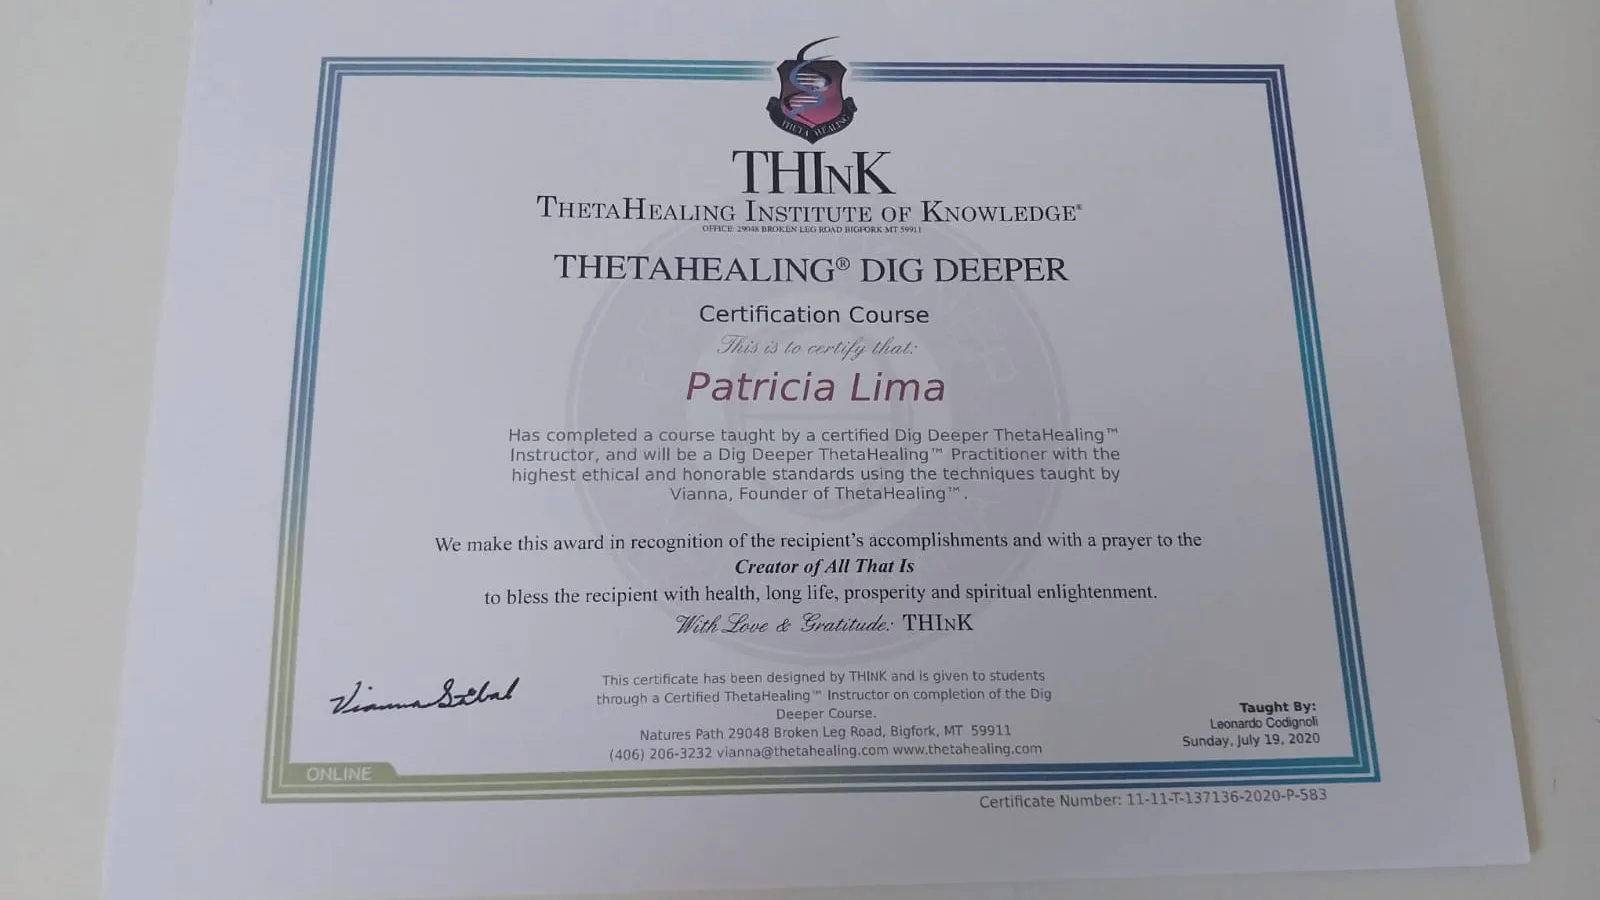 THETA HEALING
THINK
THETAHEALING INSTITUTE OF KNOWLEDGE®
OFFICE: 29048 BROKEN LEG ROAD BIGFORK MT 59911
THETAHEALING® DIG DEEPER
Certification Course
This is to certify that:
Patricia Lima
Has completed a course taught by a certified Dig Deeper ThetaHealing™
Instructor, and will be a Dig Deeper ThetaHealing™ Practitioner with the
highest ethical and honorable standards using the techniques taught by
Vianna, Founder of ThetaHealing™.
We make this award in recognition of the recipient's accomplishments and with a prayer to the
Creator of All That Is
to bless the recipient with health, long life, prosperity and spiritual enlightenment.
With Love & Gratitude: THINK
Vianna Stibal
This certificate has been designed by THINK and is given to students
through a Certified ThetaHealing™ Instructor on completion of the Dig
Deeper Course.
Natures Path 29048 Broken Leg Road, Bigfork, MT 59911
(406) 206-3232 vianna@thetahealing.com www.thetahealing.com
Taught By:
Leonardo Codignoli
Sunday, July 19, 2020
ONLINE
Certificate Number: 11-11-T-137136-2020-P-583